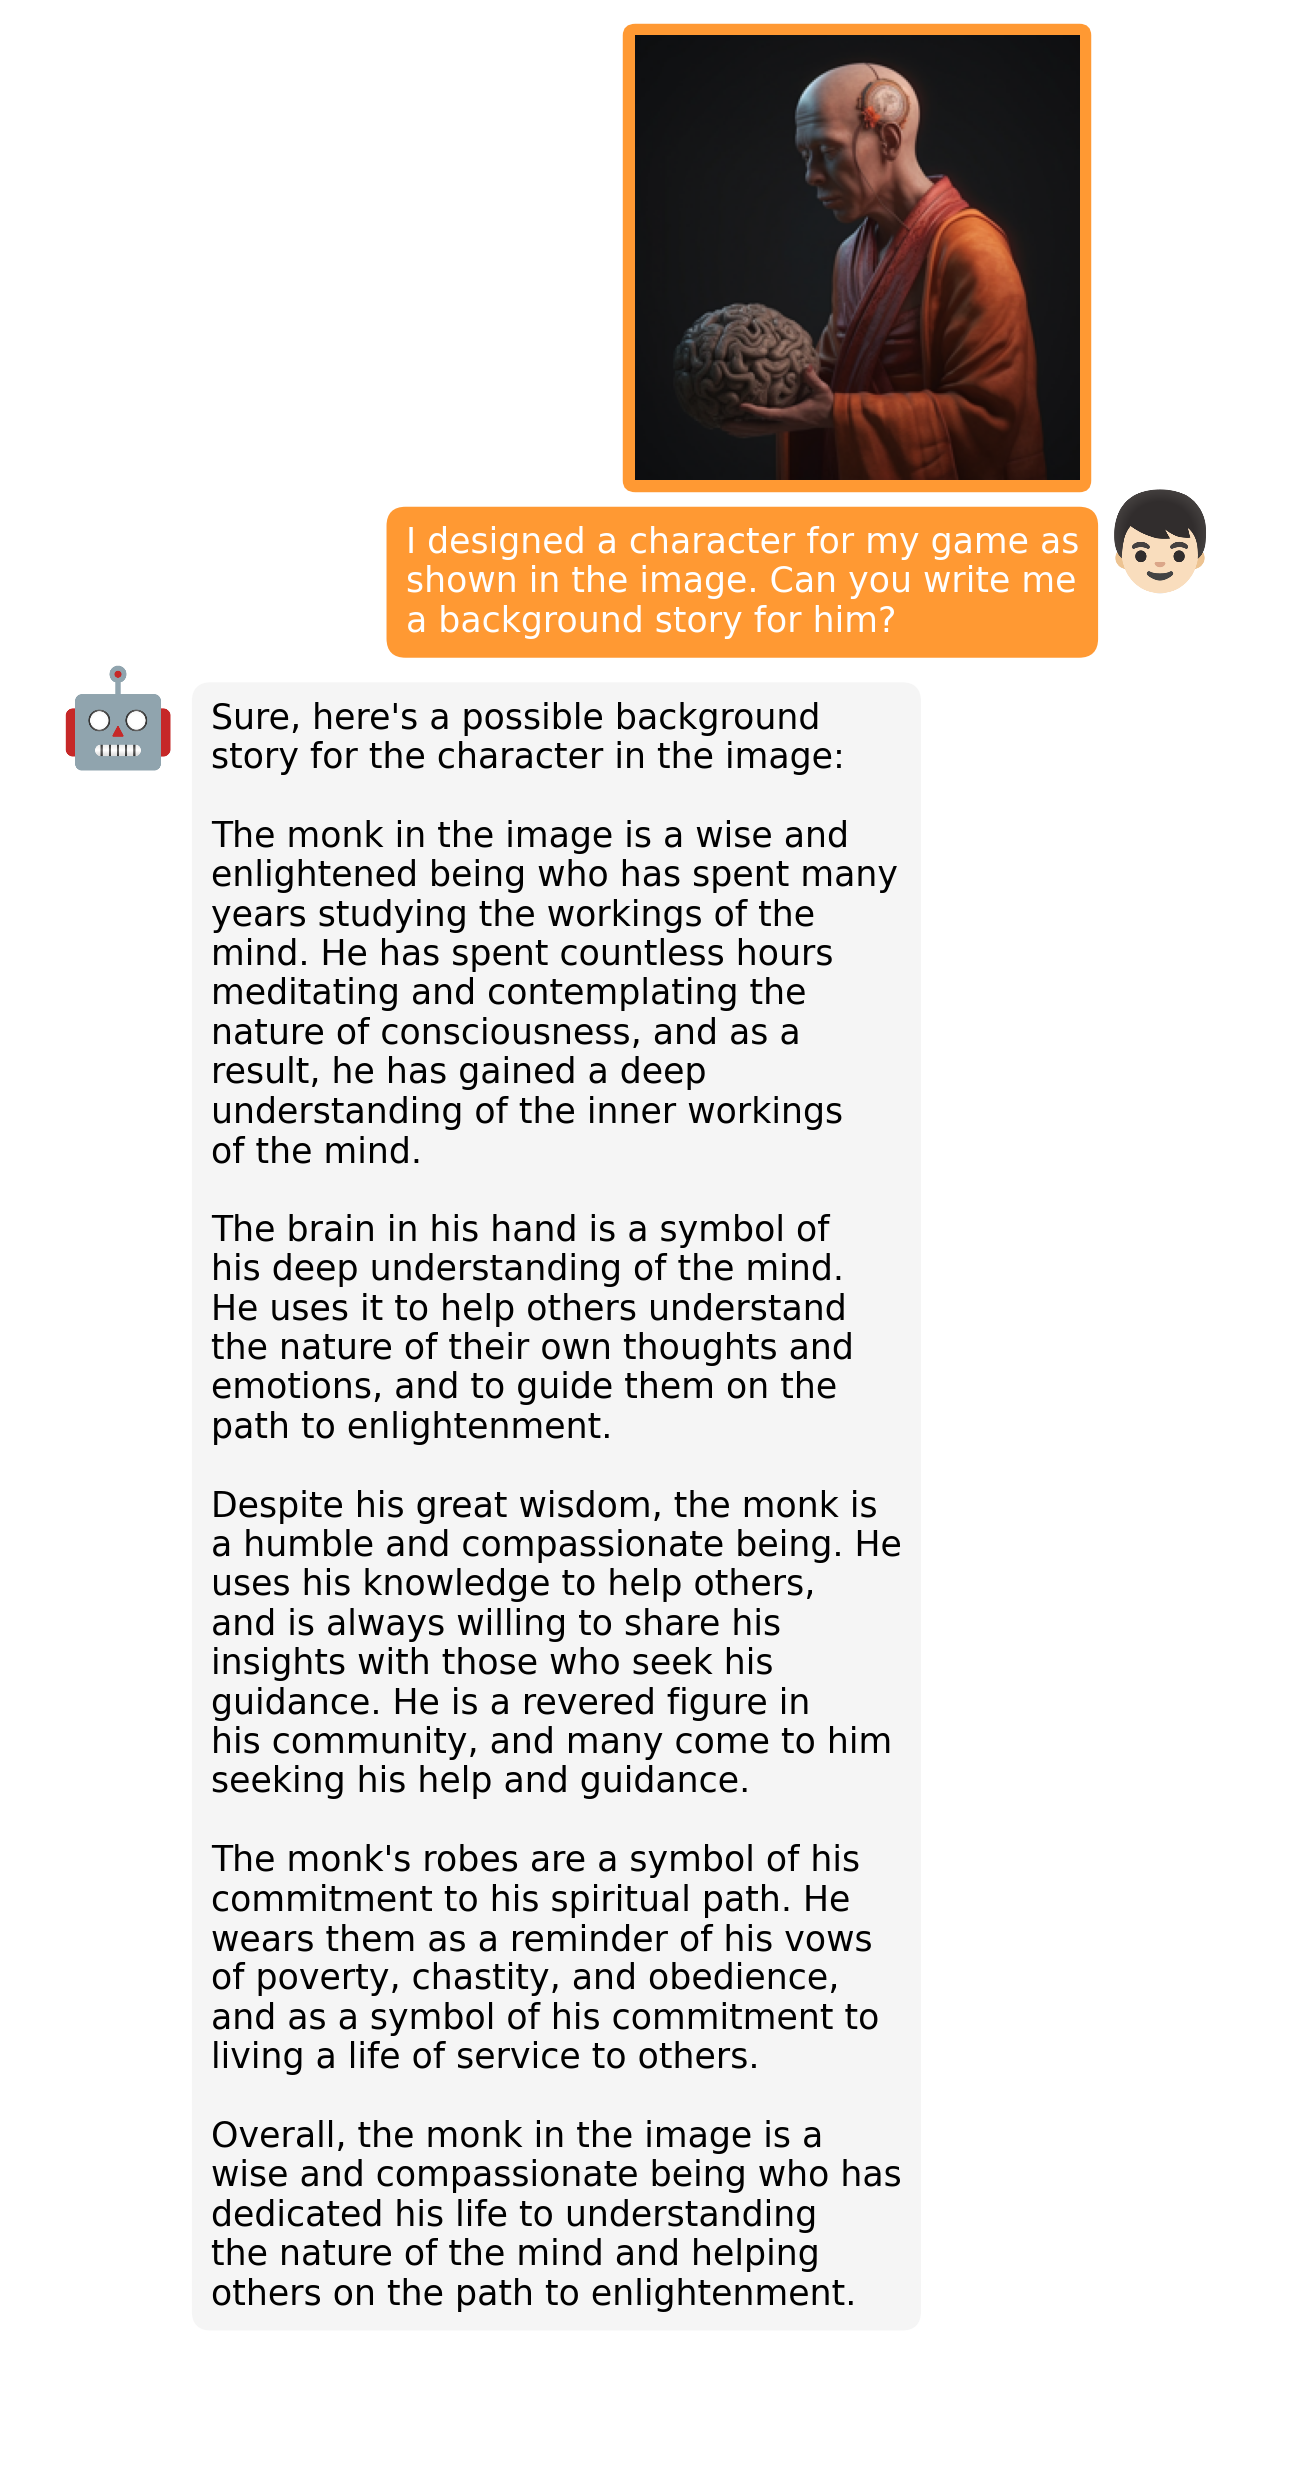 I designed a character for my game as
shown in the image. Can you write me
a background story for him?
Sure, here's a possible background
story for the character in the image:
The monk in the image is a wise and
enlightened being who has spent many
years studying the workings of the
mind. He has spent countless hours
meditating and contemplating the
nature of consciousness, and as a
result, he has gained a deep
understanding of the inner workings
of the mind.
The brain in his hand is a symbol of
his deep understanding of the mind.
He uses it to help others understand
the nature of their own thoughts and
emotions, and to guide them on the
path to enlightenment.
Despite his great wisdom, the monk is
a humble and compassionate being. He
uses his knowledge to help others,
and is always willing to share his
insights with those who seek his
guidance. He is a revered figure in
his community, and many come to him
seeking his help and guidance.
The monk's robes are a symbol of his
commitment to his spiritual path. He
wears them as a reminder of his vows
of poverty, chastity, and obedience,
and as a symbol of his commitment to
living a life of service to others.
Overall, the monk in the image is a
wise and compassionate being who has
dedicated his life to understanding
the nature of the mind and helping
others on the path to enlightenment.